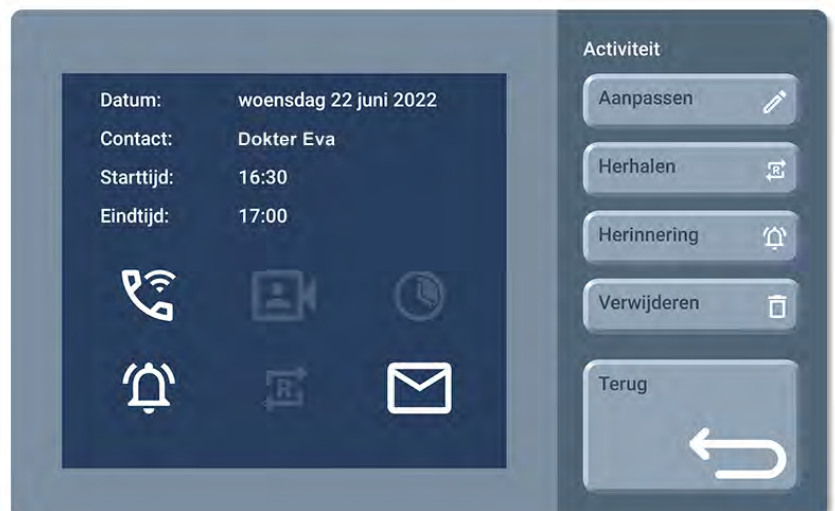 Activiteit
Datum: woensdag 22 juni 2022
Contact: Dokter Eva
Starttijd: 16:30
Eindtijd: 17:00
Aanpassen
Herhalen
R
Herinnering
Verwijderen
R
Terug